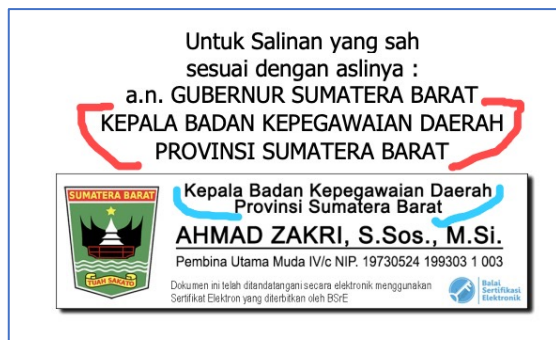 Untuk Salinan yang sah
sesuai dengan aslinya :
a.n. GUBERNUR SUMATERA BARAT
KEPALA BADAN KEPEGAWAIAN DAERAH
PROVINSI SUMATERA BARAT
SUMATERA BARAT
TUAH SAKATO
Kepala Badan Kepegawaian Daerah
Provinsi Sumatera Barat
AHMAD ZAKRI, S.Sos., M.Si.
Pembina Utama Muda IV/c NIP. 19730524 199303 1 003
Dokumen ini telah ditandatangani secara elektronik menggunakan
Sertifikat Elektron yang diterbitkan oleh BSrE
Balai
Sertifikasi
Elektronik